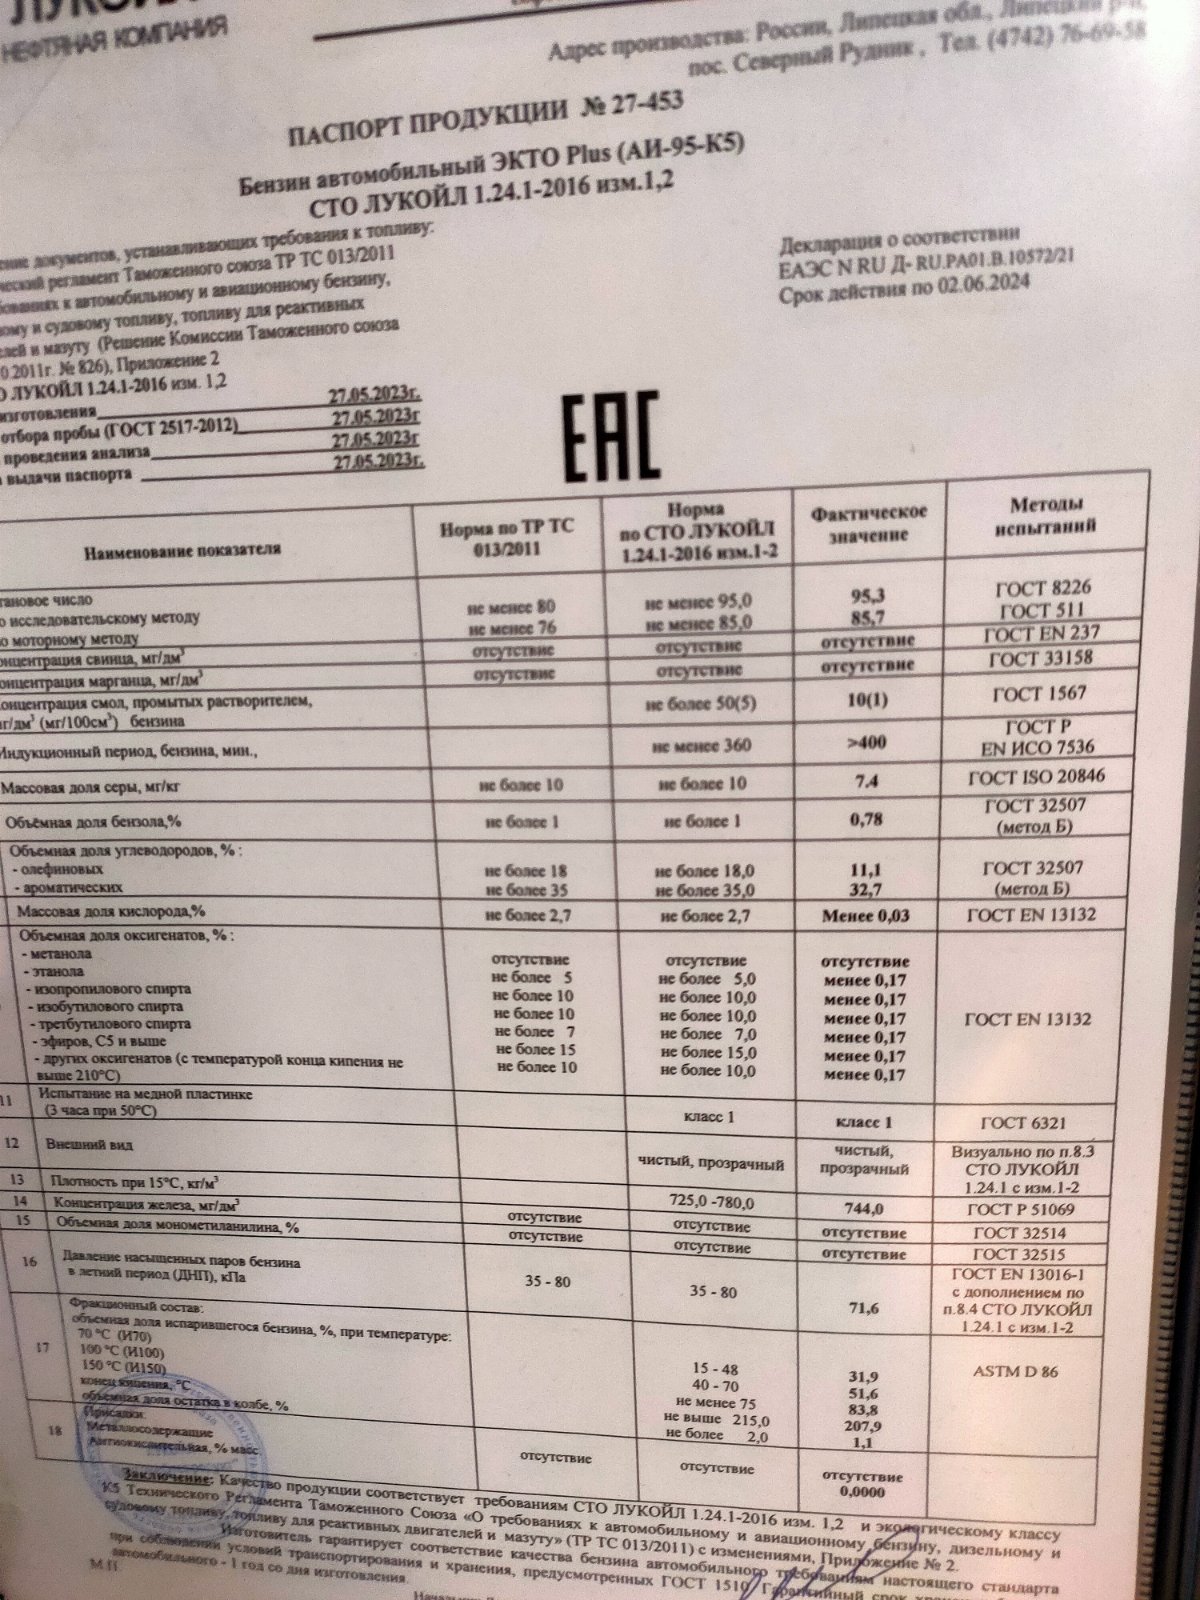 ЛУКОЙЛ
НЕФТЯНАЯ КОМПАНИЯ
Адрес производства: России, Липецкая обл., Липецкий р-н,
пос. Северный Рудник , Тел. (4742) 76-69-58
ПАСПОРТ ПРОДУКЦИИ № 27-453
Бензин автомобильный ЭКТО Plus (АИ-95-К5)
СТО ЛУКОЙЛ 1.24.1-2016 изм.1,2
ение документов, устанавливающих требования к топливу:
ческий регламент Таможенного союза ТР ТС 013/2011
бованиях к автомобильному и авиационному бензину,
ному и судовому топливу, топливу для реактивных
елей и мазуту (Решение Комиссии Таможенного союза
0.2011г. № 826), Приложение 2
О ЛУКОЙЛ 1.24.1-2016 изм. 1,2
Декларация о соответствии
ЕАЭС N RU Д- RU.РА01.В.10572/21
Срок действия по 02.06.2024
изготовления 27.05.2023г.
отбора пробы (ГОСТ 2517-2012) 27.05.2023г
проведения анализа 27.05.2023г
а выдачи паспорта 27.05.2023г.
EAC
Наименование показателя Норма по ТР ТС 013/2011 Норма по СТО ЛУКОЙЛ 1.24.1-2016 изм.1-2 Фактическое значение Методы испытаний
тановое число
о исследовательскому методу не менее 80 не менее 95,0 95,3 ГОСТ 8226
о моторному методу не менее 76 не менее 85,0 85,7 ГОСТ 511
онцентрация свинца, мг/дм³ отсутствие отсутствие отсутствие ГОСТ EN 237
онцентрация марганца, мг/дм³ отсутствие отсутствие отсутствие ГОСТ 33158
Концентрация смол, промытых растворителем,
мг/дм³ (мг/100см³) бензина не более 50(5) 10(1) ГОСТ 1567
Индукционный период, бензина, мин., не менее 360 >400 ГОСТ Р EN ИСО 7536
Массовая доля серы, мг/кг не более 10 не более 10 7.4 ГОСТ ISO 20846
Объёмная доля бензола,% не более 1 не более 1 0,78 ГОСТ 32507 (метод Б)
Объемная доля углеводородов, % :
- олефиновых не более 18 не более 18,0 11,1 ГОСТ 32507
- ароматических не более 35 не более 35,0 32,7 (метод Б)
Массовая доля кислорода,% не более 2,7 не более 2,7 Менее 0,03 ГОСТ EN 13132
Объемная доля оксигенатов, % :
- метанола отсутствие отсутствие отсутствие
- этанола не более 5 не более 5,0 менее 0,17
- изопропилового спирта не более 10 не более 10,0 менее 0,17
- изобутилового спирта не более 10 не более 10,0 менее 0,17 ГОСТ EN 13132
- третбутилового спирта не более 7 не более 7,0 менее 0,17
- эфиров, С5 и выше не более 15 не более 15,0 менее 0,17
- других оксигенатов (с температурой конца кипения не не более 10 не более 10,0 менее 0,17
выше 210°С)
11 Испытание на медной пластинке
(3 часа при 50°С) класс 1 класс 1 ГОСТ 6321
12 Внешний вид чистый, прозрачный чистый, прозрачный Визуально по п.8.3 СТО ЛУКОЙЛ 1.24.1 с изм.1-2
13 Плотность при 15°С, кг/м³ 725,0 -780,0 744,0 ГОСТ Р 51069
14 Концентрация железа, мг/дм³ отсутствие отсутствие отсутствие ГОСТ 32514
15 Объемная доля монометиланилина, % отсутствие отсутствие отсутствие ГОСТ 32515
16 Давление насыщенных паров бензина
в летний период (ДНП), кПа 35 - 80 35 - 80 71,6 ГОСТ EN 13016-1 с дополнением по п.8.4 СТО ЛУКОЙЛ 1.24.1 с изм.1-2
17 Фракционный состав:
объемная доля испарившегося бензина, %, при температуре:
70 °С (И70) 15 - 48 31,9 ASTM D 86
100 °С (И100) 40 - 70 51,6
150 °С (И150) не менее 75 83,8
конец кипения, °С не выше 215,0 207,9
объемная доля остатка в колбе, % не более 2,0 1,1
18 Присадки:
Металлосодержащие отсутствие отсутствие отсутствие
Антиокислительная, % масс. 0,0000
Заключение: Качество продукции соответствует требованиям СТО ЛУКОЙЛ 1.24.1-2016 изм. 1,2 и экологическому классу
К5 Технического Регламента Таможенного Союза «О требованиях к автомобильному и авиационному бензину, дизельному и
судовому топливу, топливу для реактивных двигателей и мазуту» (ТР ТС 013/2011) с изменениями, Приложение № 2.
Изготовитель гарантирует соответствие качества бензина автомобильного требованиям настоящего стандарта
при соблюдении условий транспортирования и хранения, предусмотренных ГОСТ 1510. Гарантийный срок
автомобильного - 1 год со дня изготовления.
М.П.